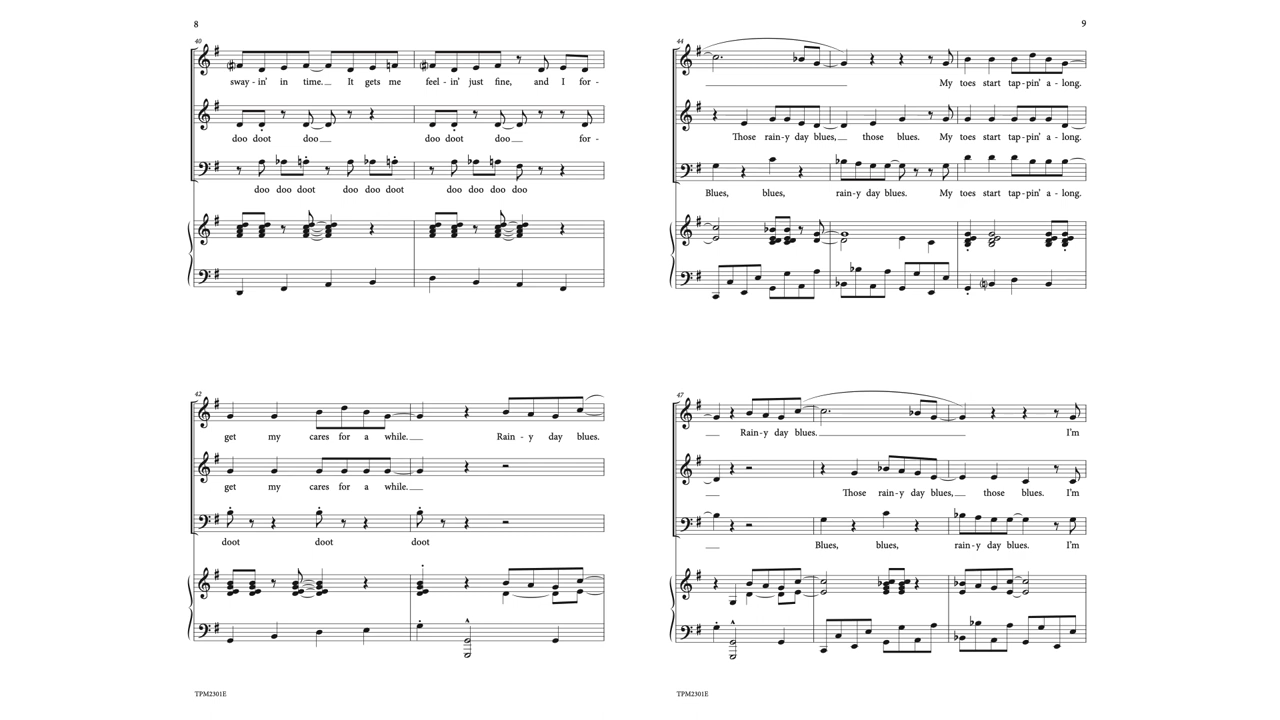 8
40
sway - in' in time. It gets me feel - in' just fine, and I for -
doo doot doo doo doot doo for -
doo doo doot doo doo doot doo doo doo doo
42
get my cares for a while. Rain - y day blues.
get my cares for a while.
doot doot doot
TPM2301E
9
44
My toes start tap - pin' a - long.
Those rain - y day blues, those blues. My toes start tap - pin' a - long.
Blues, blues, rain - y day blues. My toes start tap - pin' a - long.
47
Rain - y day blues. I'm
Those rain - y day blues, those blues. I'm
Blues, blues, rain - y day blues. I'm
TPM2301E